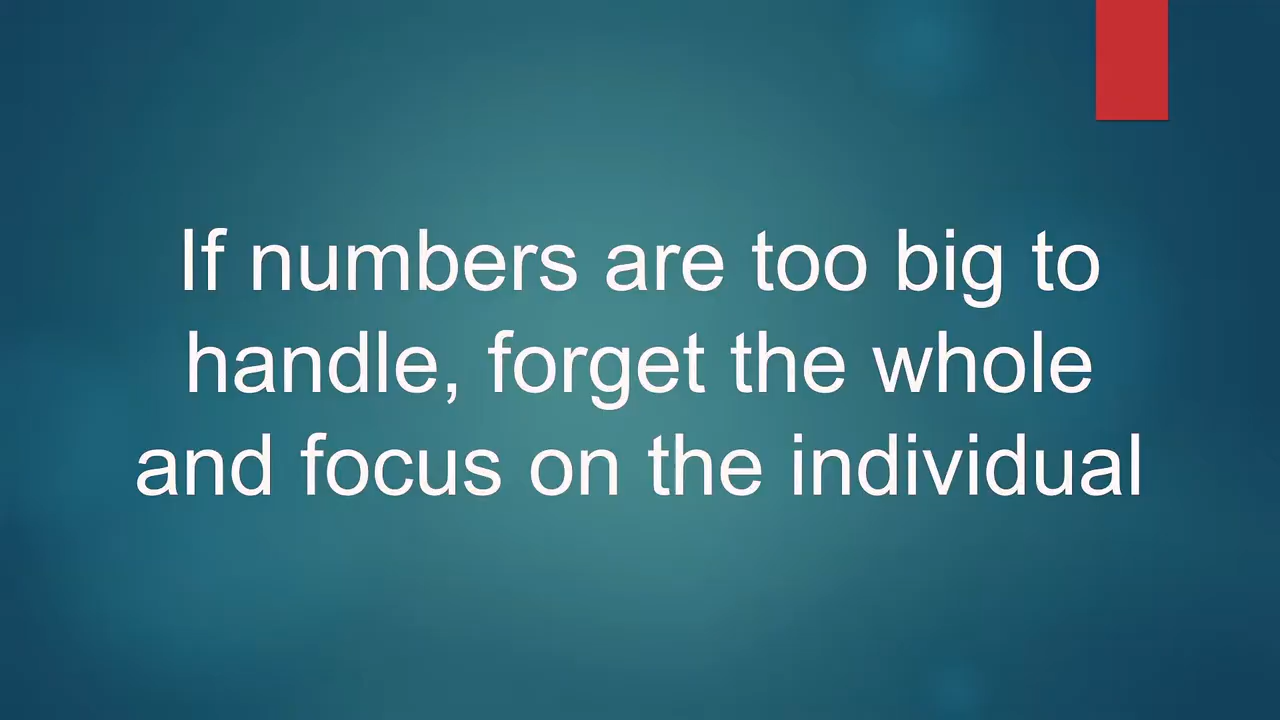 If numbers are too big to
handle, forget the whole
and focus on the individual